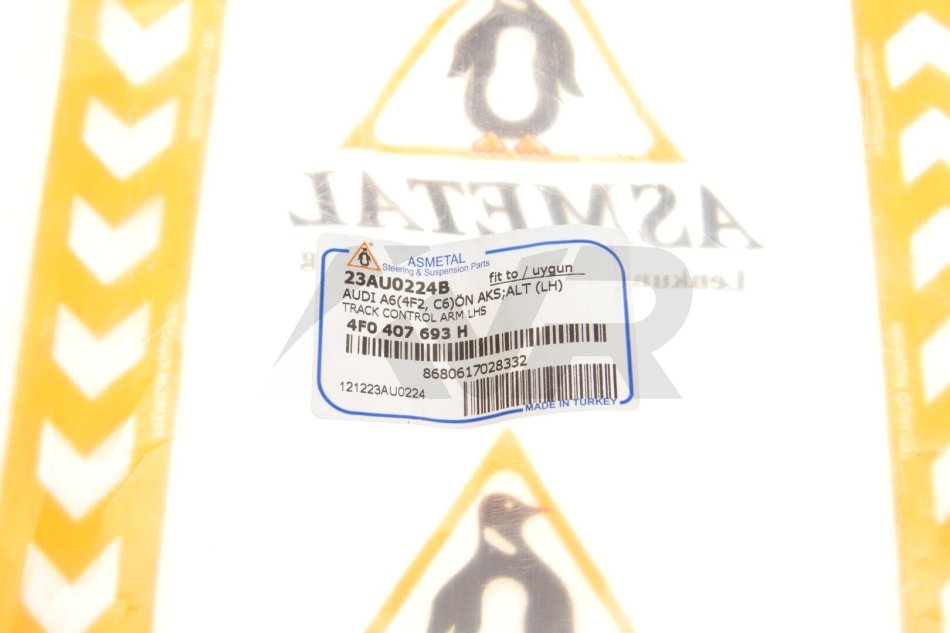 ASMETAL
Lenkun
ASMETAL
Steering & Suspension Parts
23AU0224B
fit to / uygun
AUDI A6(4F2, C6)ÖN AKS;ALT (LH)
TRACK CONTROL ARM LHS
4F0 407 693 H
8680617028332
121223AU0224
MADE IN TURKEY